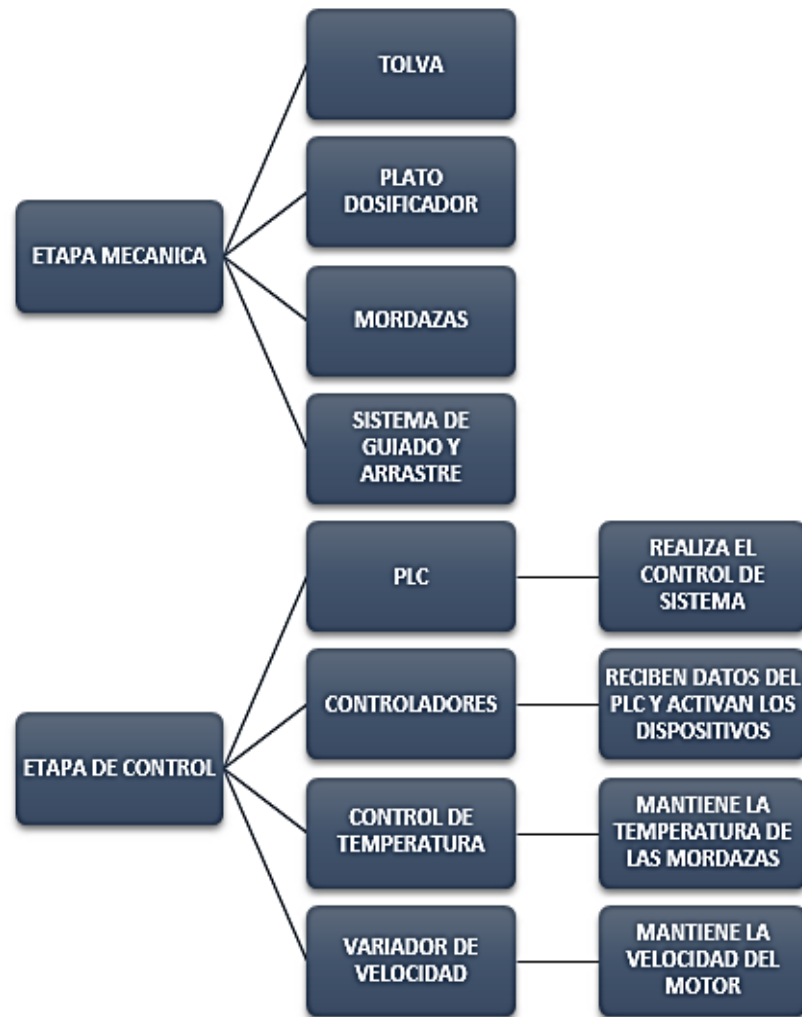 TOLVA
PLATO
DOSIFICADOR
ETAPA MECANICA
MORDAZAS
SISTEMA DE
GUIADO Y
ARRASTRE
PLC
REALIZA EL
CONTROL DE
SISTEMA
CONTROLADORES
RECIBEN DATOS DEL
PLC Y ACTIVAN LOS
DISPOSITIVOS
ETAPA DE CONTROL
CONTROL DE
TEMPERATURA
MANTIENE LA
TEMPERATURA DE
LAS MORDAZAS
VARIADOR DE
VELOCIDAD
MANTIENE LA
VELOCIDAD DEL
MOTOR